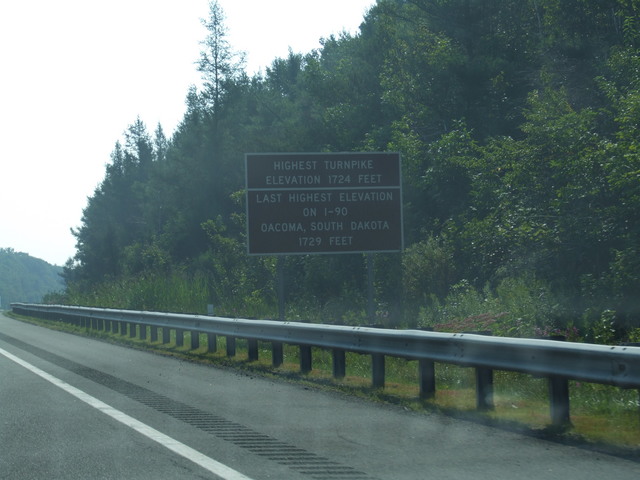 HIGHEST TURNPIKE
ELEVATION 1724 FEET
LAST HIGHEST ELEVATION
ON I-90
OACOMA, SOUTH DAKOTA
1729 FEET